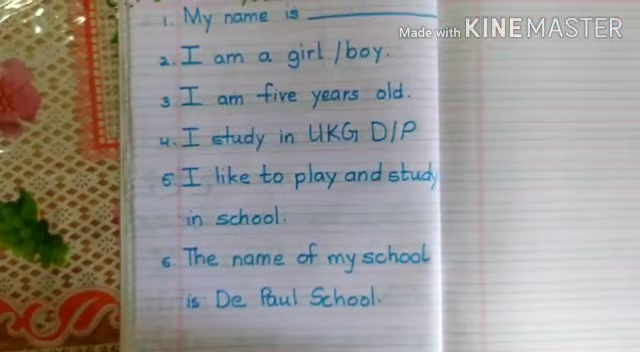 1. My name is ___________
Made with KINEMASTER
2. I am a girl /boy.
3 I am five years old.
4. I study in UKG D/P
5. I like to play and study
in school.
6. The name of my school
is De Paul School.